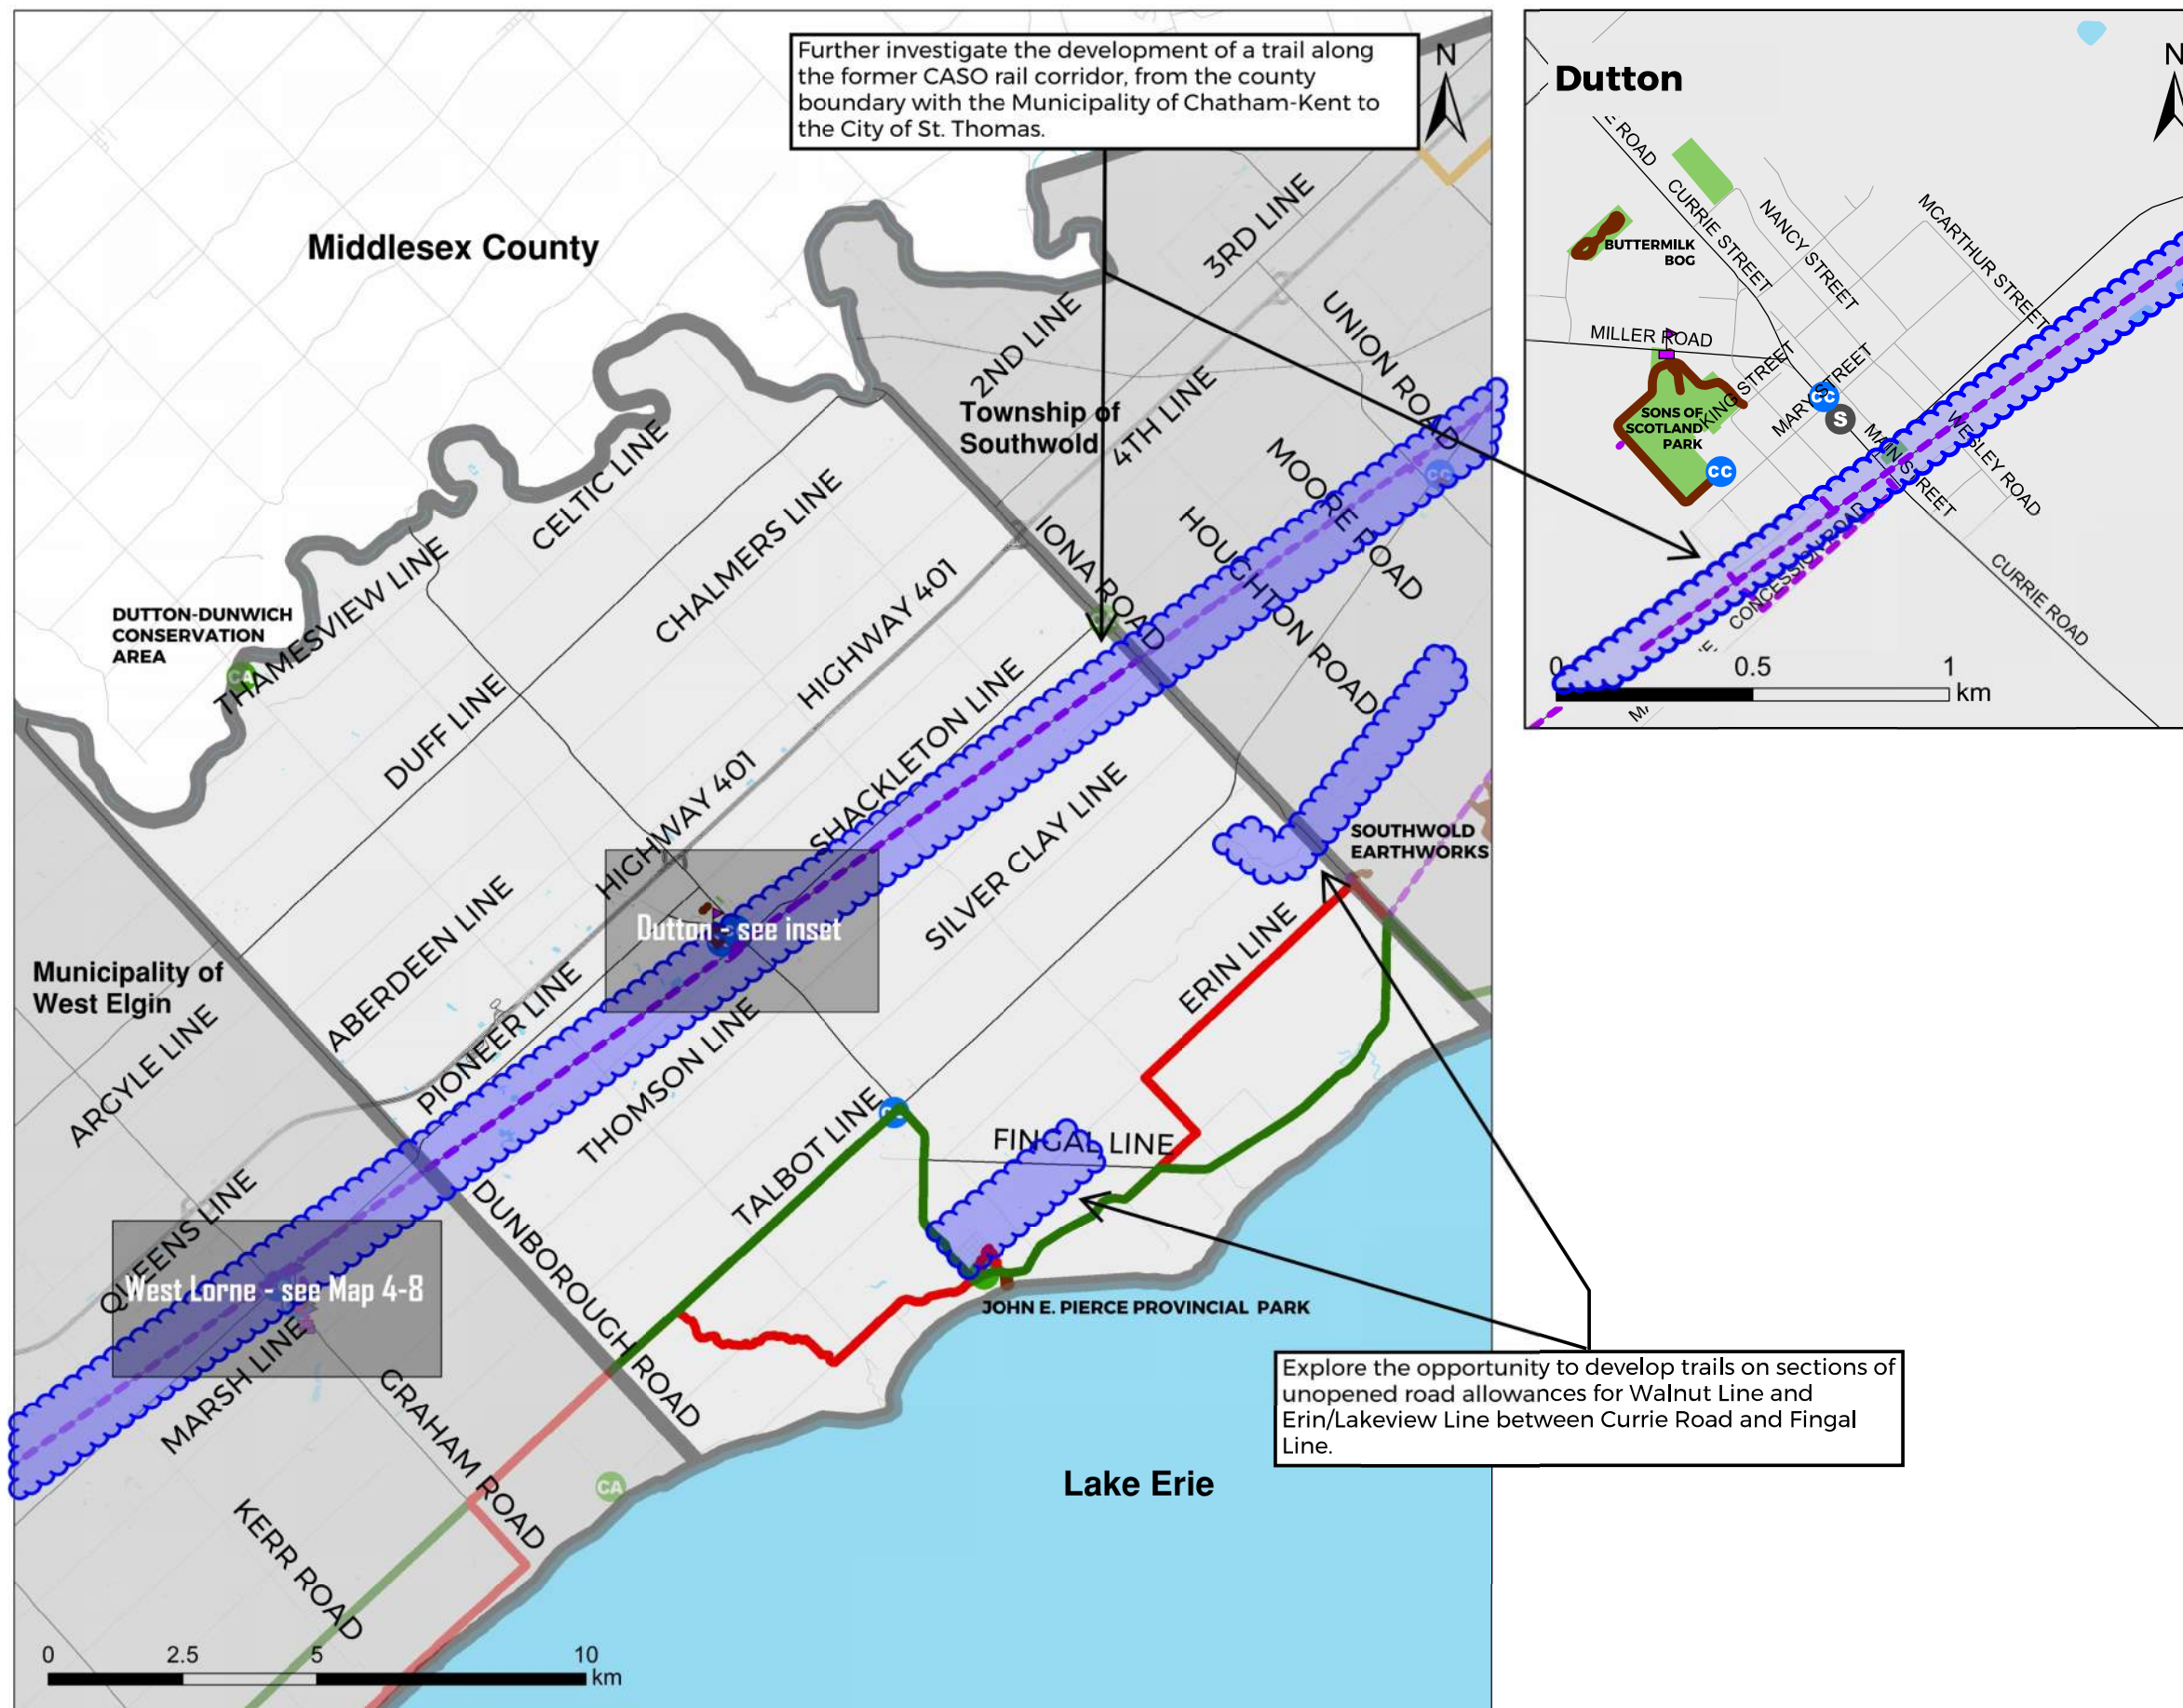 Further investigate the development of a trail along
the former CASO rail corridor, from the county
boundary with the Municipality of Chatham-Kent to
the City of St. Thomas.
N
Middlesex County
3RD LINE
2ND LINE
UNION ROAD
Township of
Southwold
4TH LINE
MOORE ROAD
CC
HOUGHTON ROAD
IONA ROAD
CELTIC LINE
CHALMERS LINE
HIGHWAY 401
THAMESVIEW LINE
DUTTON-DUNWICH
CONSERVATION
AREA
CA
DUFF LINE
SHACKLETON LINE
HIGHWAY 401
SILVER CLAY LINE
SOUTHWOLD
EARTHWORKS
Dutton - see inset
ABERDEEN LINE
ERIN LINE
Municipality of
West Elgin
PIONEER LINE
ARGYLE LINE
THOMSON LINE
TALBOT LINE
FINGAL LINE
QUEENS LINE
DUNBOROUGH ROAD
West Lorne - see Map 4-8
JOHN E. PIERCE PROVINCIAL PARK
MARSH LINE
GRAHAM ROAD
Explore the opportunity to develop trails on sections of
unopened road allowances for Walnut Line and
Erin/Lakeview Line between Currie Road and Fingal
Line.
CA
Lake Erie
KERR ROAD
0 2.5 5 10
km
Dutton
N
ROAD
CURRIE STREET
NANCY STREET
MCARTHUR STREET
BUTTERMILK
BOG
MILLER ROAD
KING STREET
MARY STREET
CC
S
SONS OF
SCOTLAND
PARK
CC
MAIN STREET
WESLEY ROAD
CONCESSION ROAD
CURRIE ROAD
0 0.5 1
km